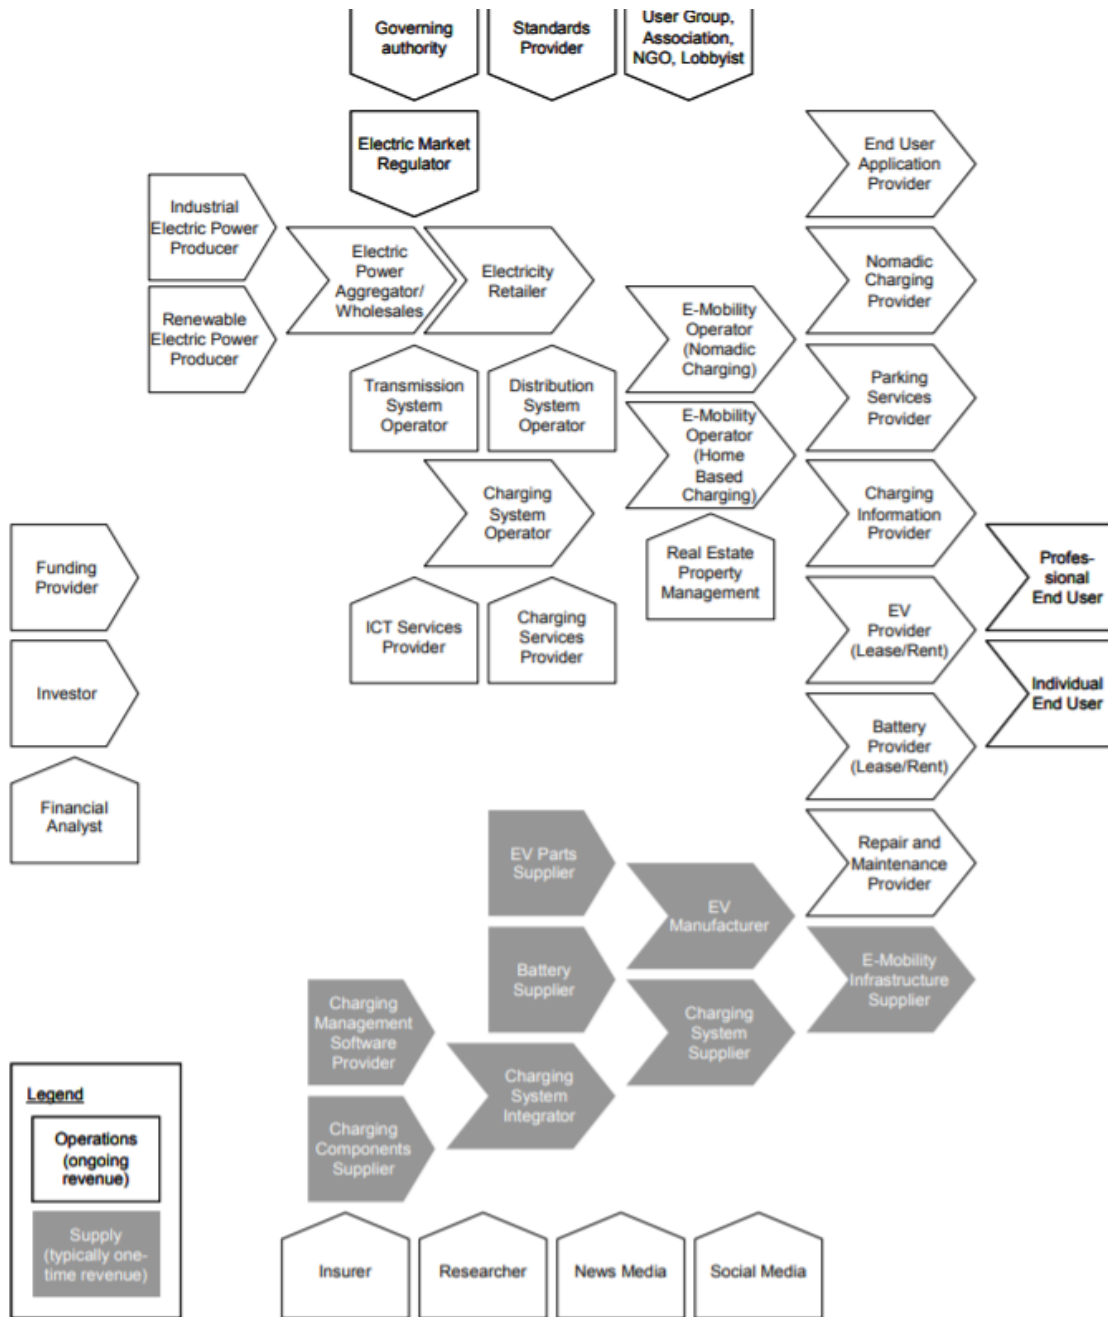 Governing
authority
Standards
Provider
User Group,
Association,
NGO, Lobbyist
Electric Market
Regulator
End User
Application
Provider
Industrial
Electric Power
Producer
Electric
Power
Aggregator/
Wholesales
Electricity
Retailer
Nomadic
Charging
Provider
Renewable
Electric Power
Producer
E-Mobility
Operator
(Nomadic
Charging)
Transmission
System
Operator
Distribution
System
Operator
Parking
Services
Provider
E-Mobility
Operator
(Home
Based
Charging)
Charging
System
Operator
Charging
Information
Provider
Funding
Provider
Real Estate
Property
Management
Profes-
sional
End User
ICT Services
Provider
Charging
Services
Provider
EV
Provider
(Lease/Rent)
Investor
Individual
End User
Battery
Provider
(Lease/Rent)
Financial
Analyst
EV Parts
Supplier
Repair and
Maintenance
Provider
EV
Manufacturer
Battery
Supplier
E-Mobility
Infrastructure
Supplier
Charging
Management
Software
Provider
Charging
System
Supplier
Charging
System
Integrator
Charging
Components
Supplier
Legend
Operations
(ongoing
revenue)
Supply
(typically one-
time revenue)
Insurer
Researcher
News Media
Social Media